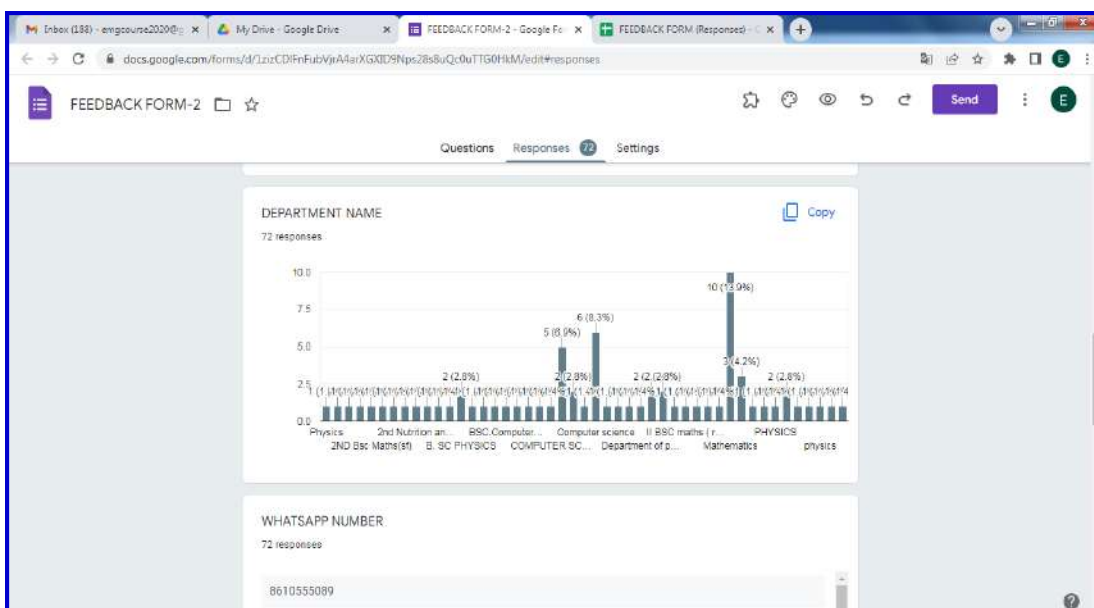 Inbox (188) - emgcourse2020@g
My Drive - Google Drive
FEEDBACK FORM-2 - Google Fo
FEEDBACK FORM (Responses) -
docs.google.com/forms/d/
/edit#responses
FEEDBACK FORM-2
Send
E
Questions
Responses 72
Settings
DEPARTMENT NAME
Copy
72 responses
10.0
7.5
5.0
2.5
0.0
2 (2.8%)
5 (6.9%)
2 (2.8%)
6 (8.3%)
2 (2.8%)
10 (13.9%)
3 (4.2%)
2 (2.8%)
Physics
2nd Nutrition an...
BSC.Computer...
Computer science
II BSC maths ( r...
PHYSICS
2ND Bsc Maths(sf)
B. SC PHYSICS
COMPUTER SC...
Department of p...
Mathematics
physics
WHATSAPP NUMBER
72 responses
8610555089